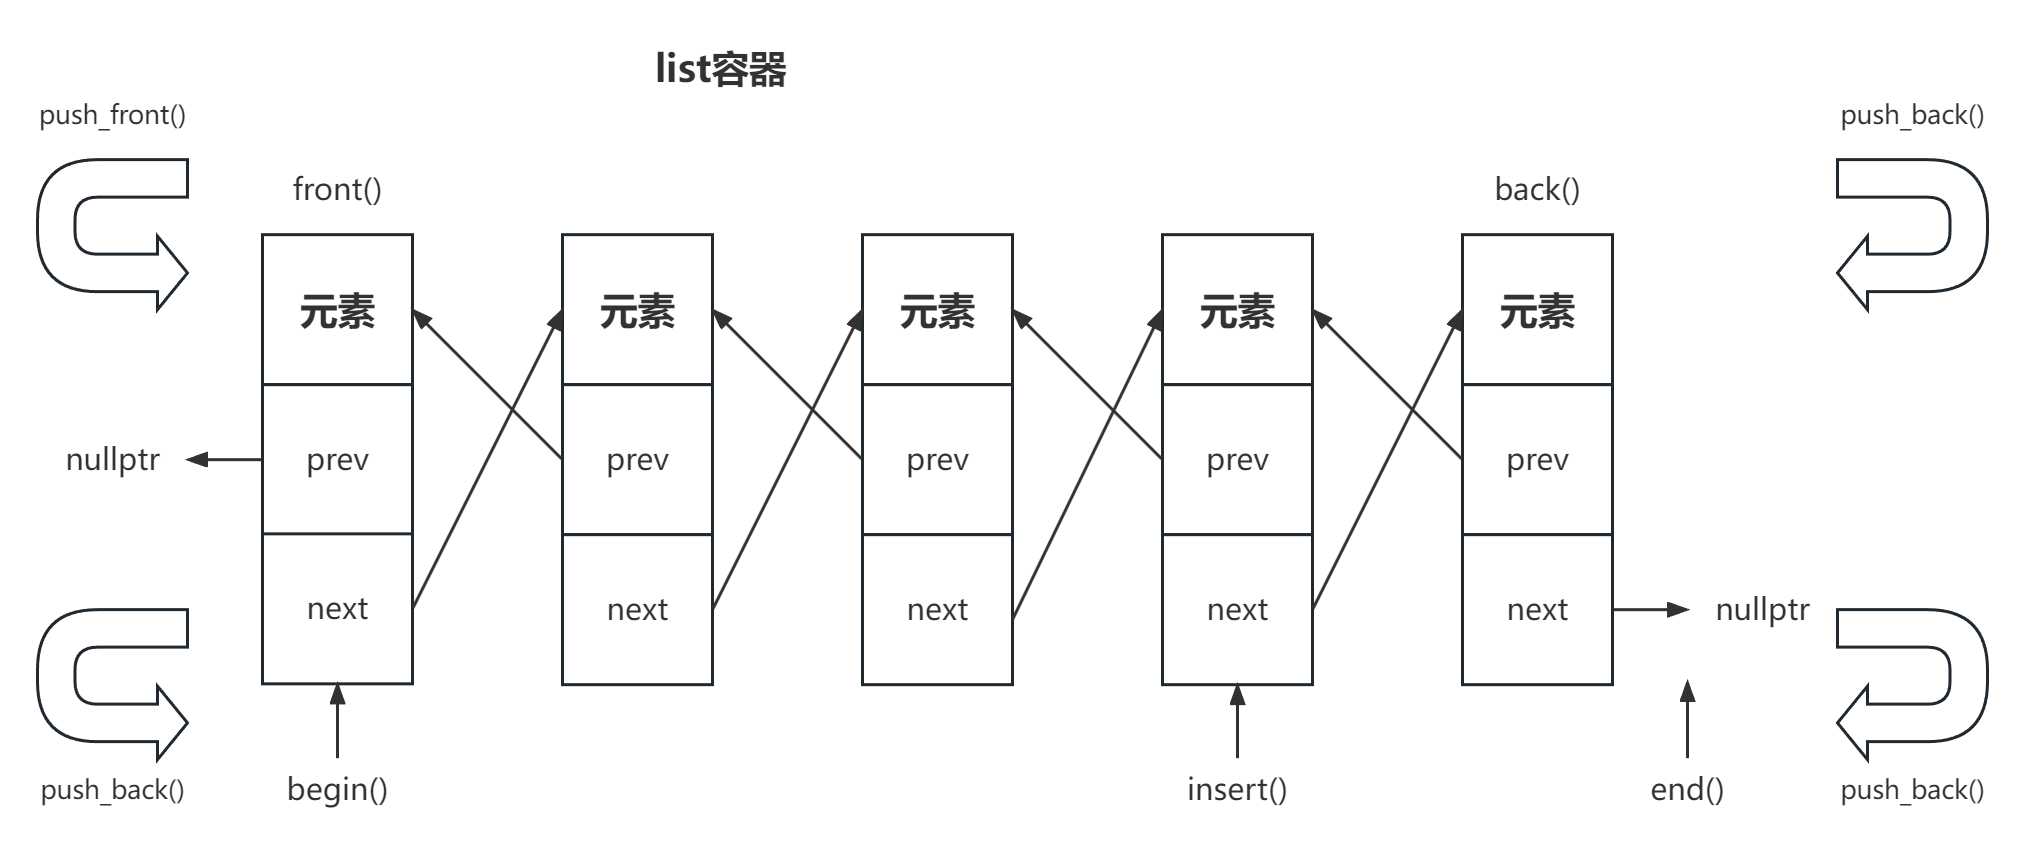 list容器
push_front()
push_back()
front()
back()
元素
元素
元素
元素
元素
nullptr
prev
prev
prev
prev
prev
next
next
next
next
next
nullptr
push_back()
begin()
insert()
end()
push_back()